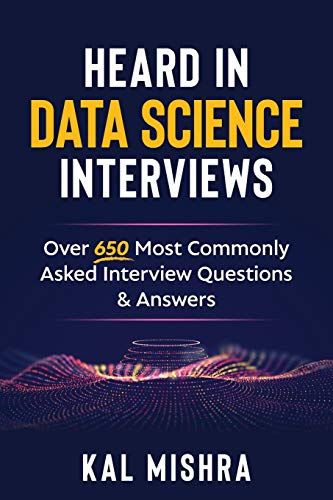 HEARD IN
DATA SCIENCE
INTERVIEWS
Over 650 Most Commonly
Asked Interview Questions
& Answers
KAL MISHRA